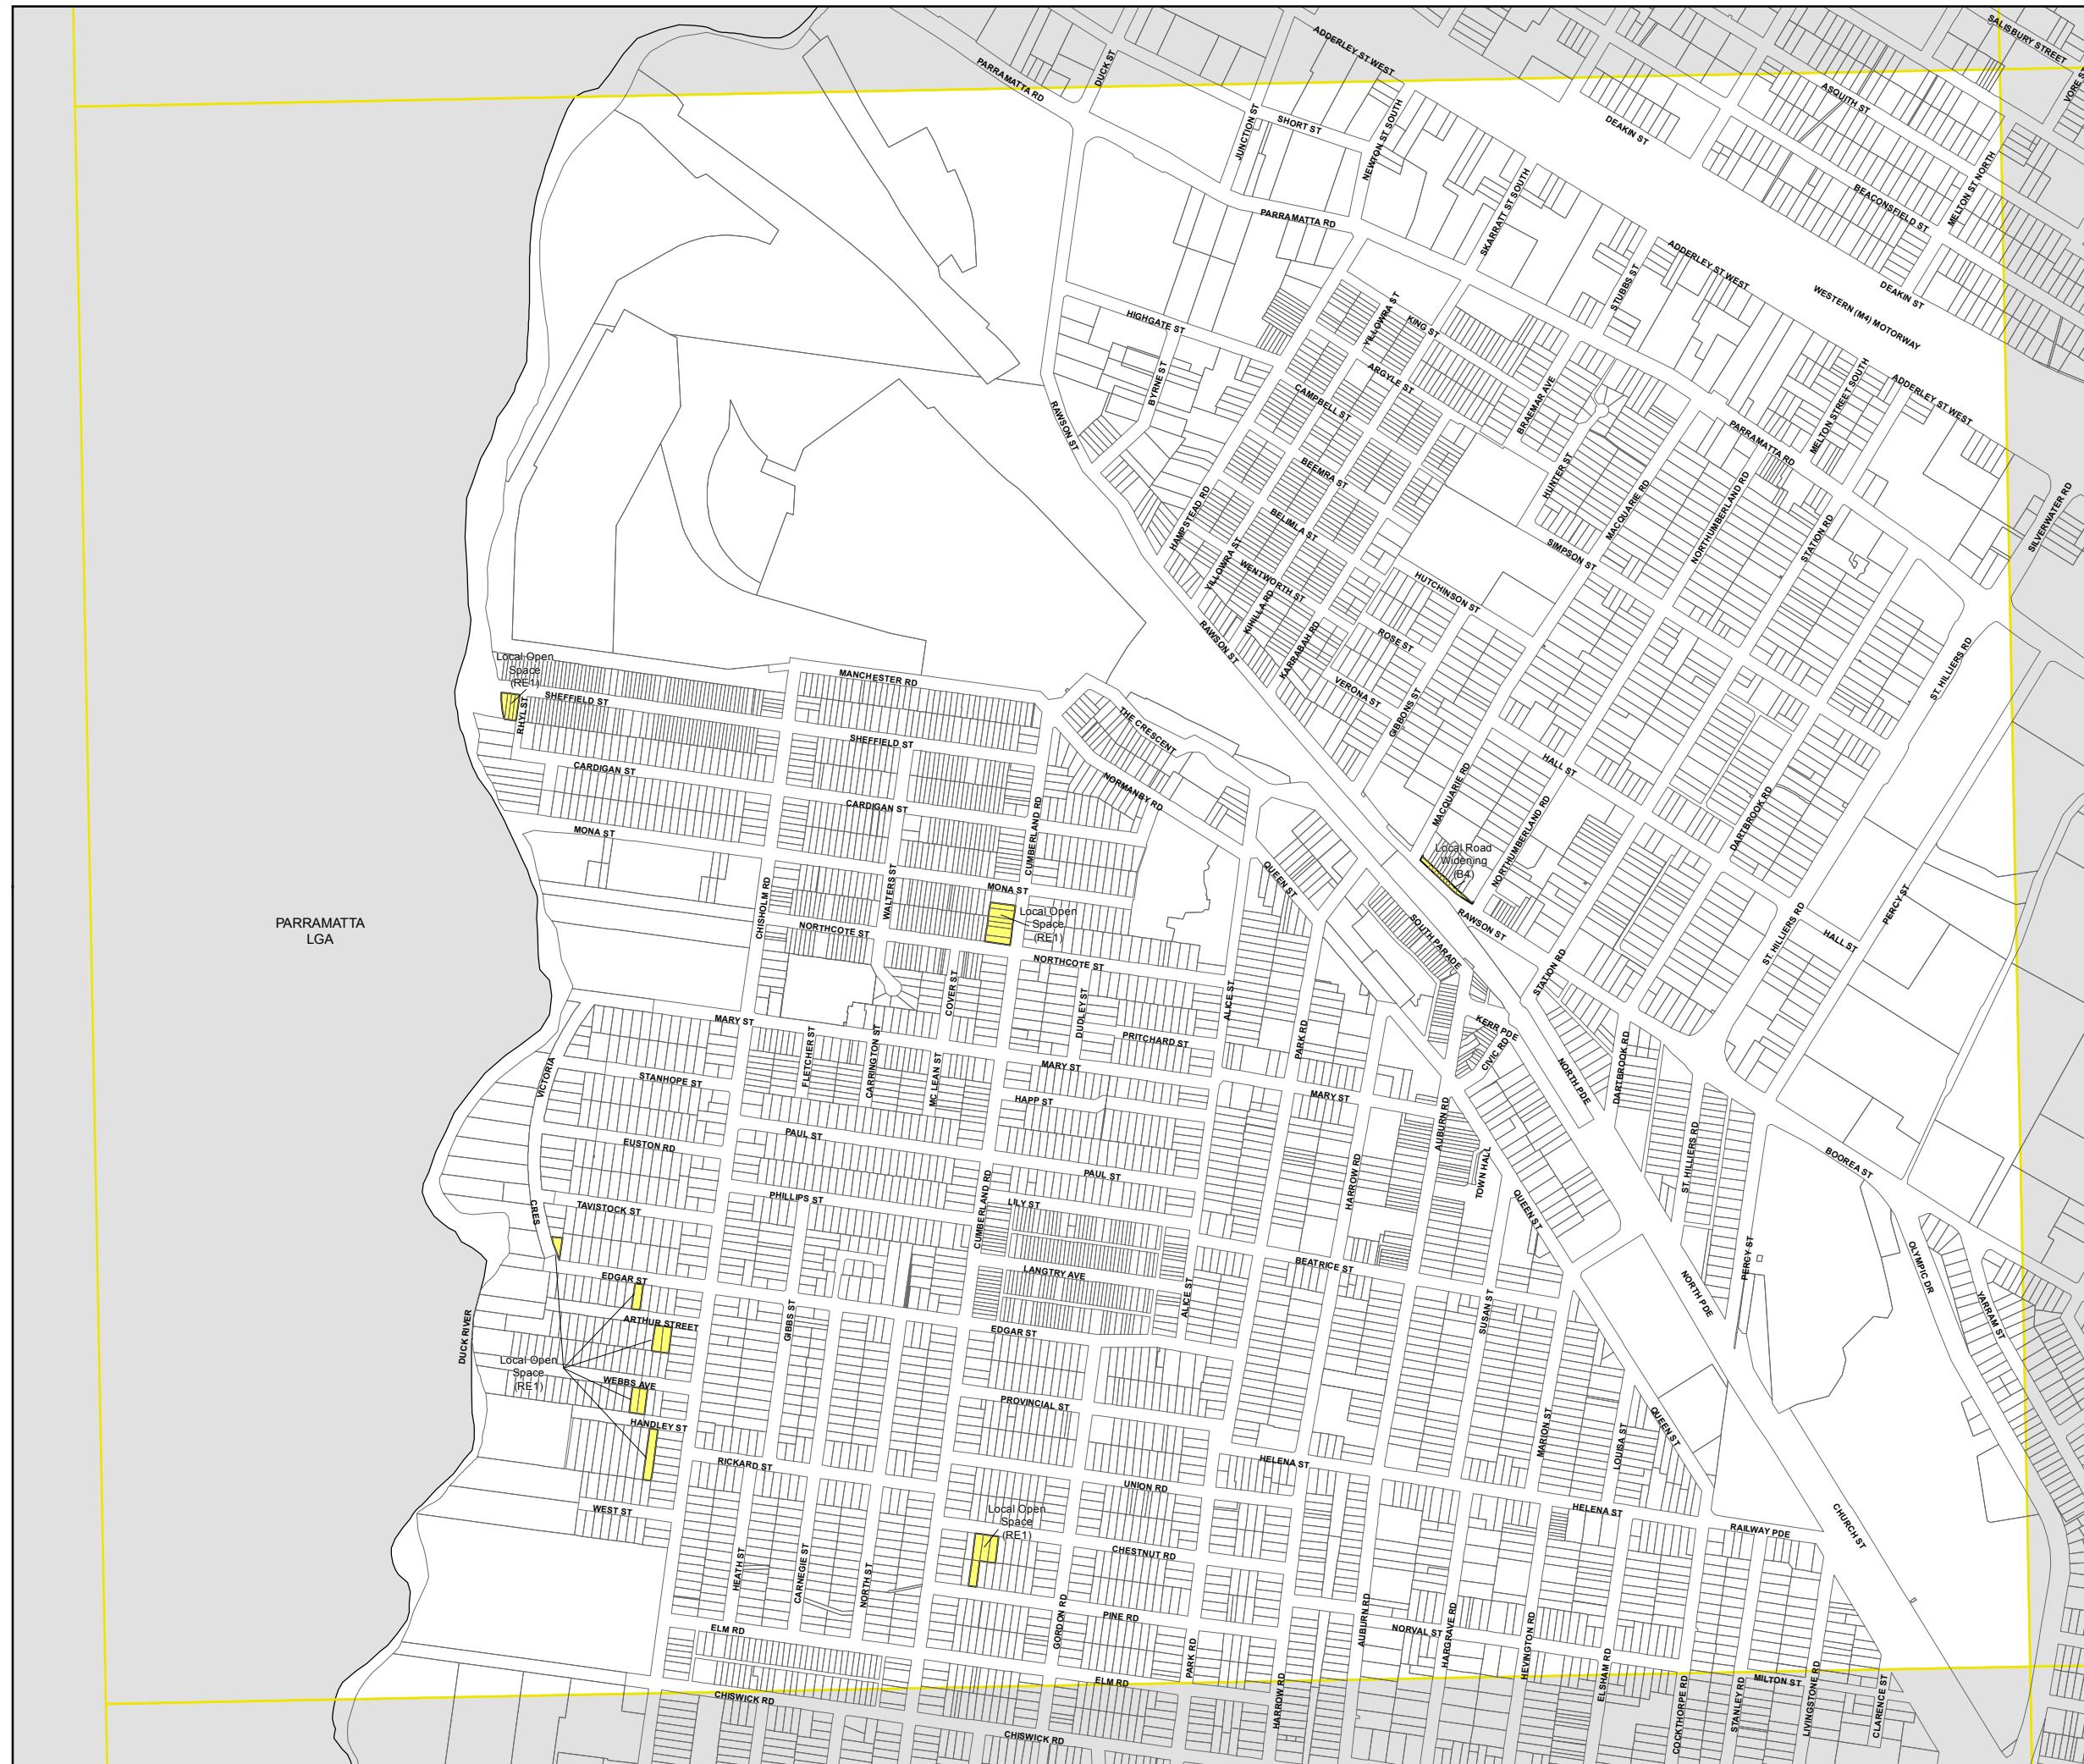 SALISBURY STREET
VORE ST
ADDERLEY ST WEST
PARRAMATTA RD
DUCK ST
ASQUITH ST
JUNCTION ST
SHORT ST
NEWTON ST SOUTH
DEAKIN ST
MELTON ST NORTH
BEACONSFIELD ST
SKARRATT ST SOUTH
PARRAMATTA RD
ADDERLEY ST WEST
STUBBS ST
DEAKIN ST
WESTERN (M4) MOTORWAY
HIGHGATE ST
YILLOWRA ST
KING ST
BYRNE ST
ARGYLE ST
CAMPBELL ST
BRAEMAR AVE
MELTON STREET SOUTH
ADDERLEY ST WEST
RAWSON ST
PARRAMATTA RD
BEEMRA ST
HUNTER ST
MACQUARIE RD
NORTHUMBERLAND RD
HAMPSTEAD RD
BELIMLA ST
STATION RD
SILVERWATER RD
YILLOWRA ST
WENTWORTH ST
SIMPSON ST
HUTCHINSON ST
KIHILLA RD
RAWSON ST
KARRABAH RD
ROSE ST
ST. HILLIERS RD
Local Open
Space
(RE1)
RHYL ST
SHEFFIELD ST
MANCHESTER RD
VERONA ST
GIBBONS ST
THE CRESCENT
SHEFFIELD ST
CARDIGAN ST
NORMANBY RD
HALL ST
MACQUARIE RD
CARDIGAN ST
CUMBERLAND RD
NORTHUMBERLAND RD
DARTBROOK RD
MONA ST
Local Road
Widening
(B4)
QUEEN ST
WALTERS ST
MONA ST
CHISHOLM RD
Local Open
Space
(RE1)
PERCY ST
PARRAMATTA
LGA
NORTHCOTE ST
SOUTH PARADE
RAWSON ST
ST. HILLIERS RD
HALL ST
NORTHCOTE ST
STATION RD
COVER ST
DUDLEY ST
ALICE ST
MARY ST
FLETCHER ST
CARRINGTON ST
PRITCHARD ST
PARK RD
KERR PDE
CIVIC RD
DARTBROOK RD
NORTH PDE
VICTORIA
STANHOPE ST
MC LEAN ST
MARY ST
HAPP ST
MARY ST
AUBURN RD
EUSTON RD
PAUL ST
PAUL ST
HARROW RD
TOWN HALL
ST. HILLIERS RD
BOOREA ST
CRES
TAVISTOCK ST
PHILLIPS ST
CUMBERLAND RD
LILY ST
QUEEN ST
EDGAR ST
LANGTRY AVE
BEATRICE ST
PERCY ST
OLYMPIC DR
NORTH PDE
YARRAM ST
ARTHUR STREET
GIBBS ST
ALICE ST
SUSAN ST
EDGAR ST
DUCK RIVER
Local Open
Space
(RE1)
WEBBS AVE
PROVINCIAL ST
HANDLEY ST
MARION ST
LOUISA ST
QUEEN ST
RICKARD ST
HELENA ST
UNION RD
WEST ST
Local Open
Space
(RE1)
HELENA ST
RAILWAY PDE
CHURCH ST
HEATH ST
CARNEGIE ST
NORTH ST
CHESTNUT RD
ELM RD
GORDON RD
PINE RD
PARK RD
AUBURN RD
NORVAL ST
HARGRAVE RD
HEVINGTON RD
ELSHAM RD
ELM RD
HARROW RD
COCKTHORPE RD
STANLEY RD
MILTON ST
LIVINGSTONE RD
CLARENCE ST
CHISWICK RD
CHISWICK RD